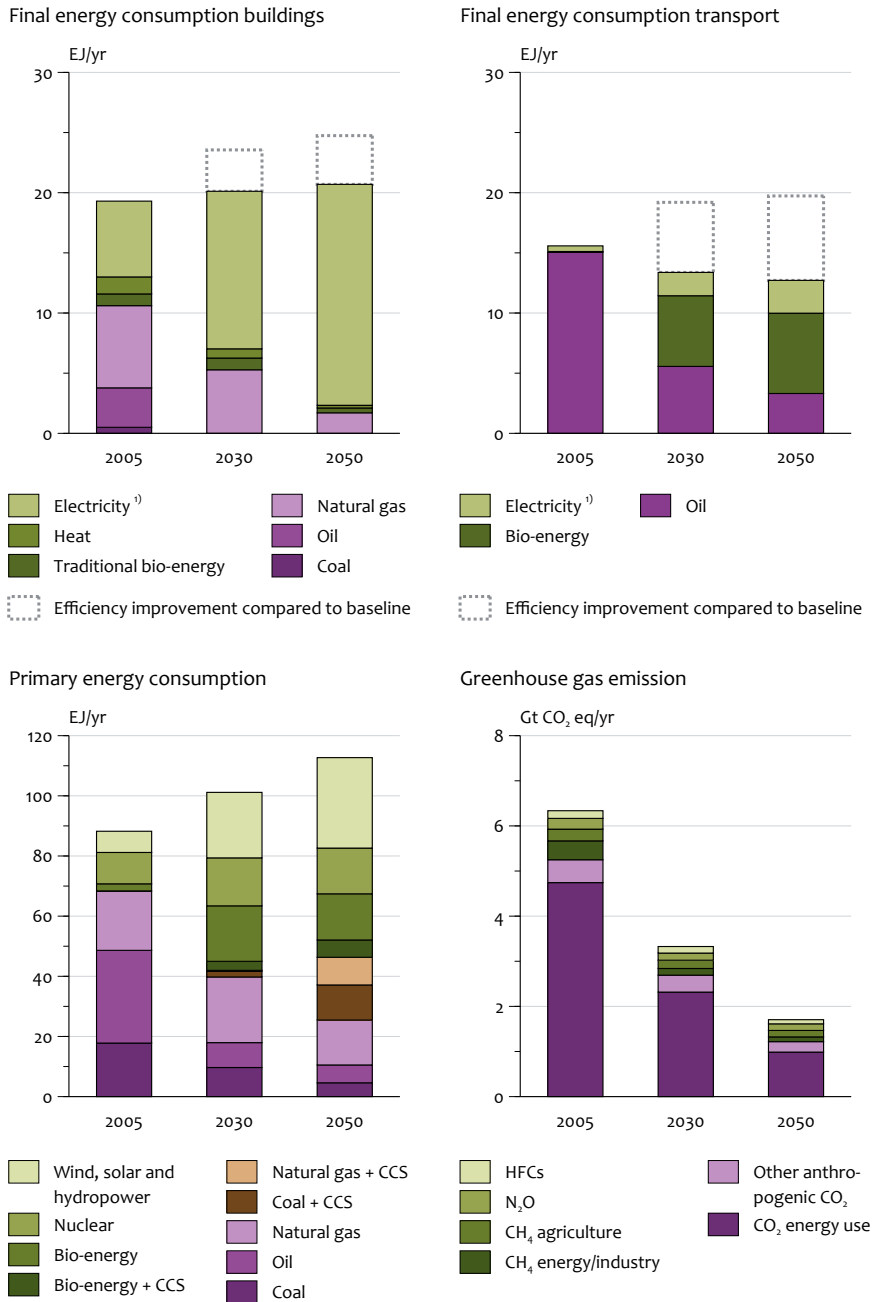 Final energy consumption buildings
EJ/yr
30
20
10
0
2005
2030
2050
Electricity ¹⁾
Heat
Traditional bio-energy
Natural gas
Oil
Coal
Efficiency improvement compared to baseline
Final energy consumption transport
EJ/yr
30
20
10
0
2005
2030
2050
Electricity ¹⁾
Bio-energy
Oil
Efficiency improvement compared to baseline
Primary energy consumption
EJ/yr
120
100
80
60
40
20
0
2005
2030
2050
Wind, solar and
hydropower
Nuclear
Bio-energy
Bio-energy + CCS
Natural gas + CCS
Coal + CCS
Natural gas
Oil
Coal
Greenhouse gas emission
Gt CO₂ eq/yr
8
6
4
2
0
2005
2030
2050
HFCs
N₂O
CH₄ agriculture
CH₄ energy/industry
Other anthro-
pogenic CO₂
CO₂ energy use